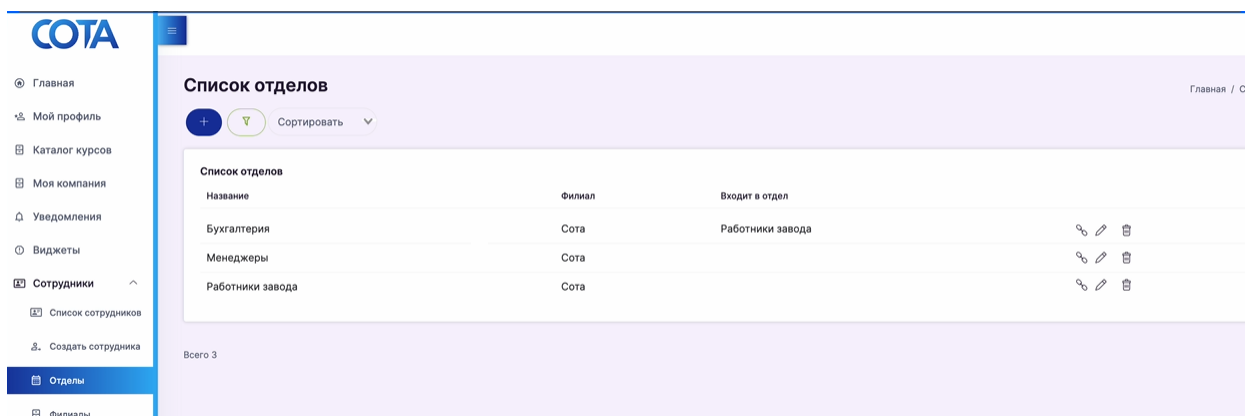 СОТА
Главная
Мой профиль
Каталог курсов
Моя компания
Уведомления
Виджеты
Сотрудники
Список сотрудников
Создать сотрудника
Отделы
Филиалы
Список отделов
Главная / С
+ Сортировать
Список отделов
Название Филиал Входит в отдел
Бухгалтерия Сота Работники завода
Менеджеры Сота
Работники завода Сота
Всего 3